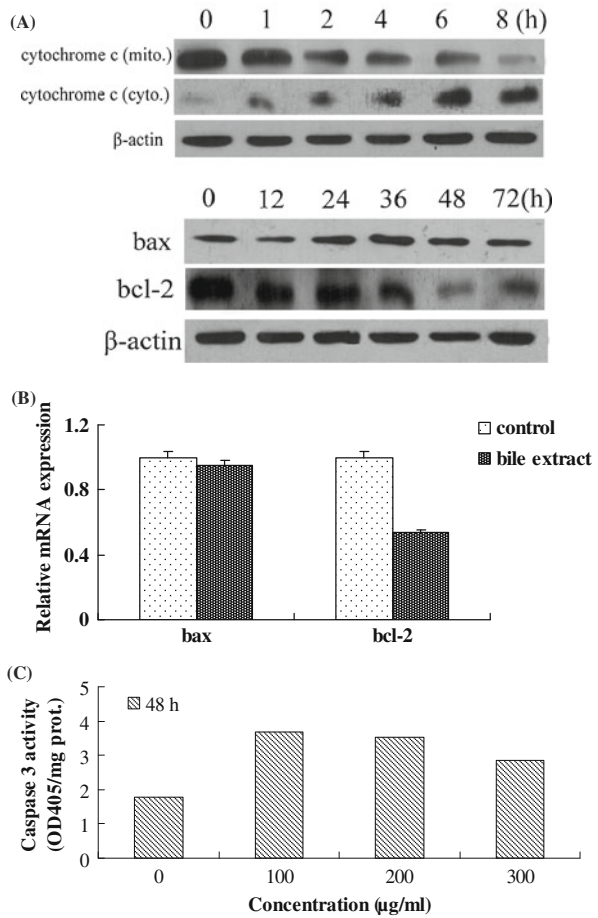 (A)
0 1 2 4 6 8 (h)
cytochrome c (mito.)
cytochrome c (cyto.)
β-actin
0 12 24 36 48 72(h)
bax
bcl-2
β-actin
(B)
Relative mRNA expression
1.2
0.8
0.4
0
bax bcl-2
control
bile extract
(C)
Caspase 3 activity
(OD405/mg prot.)
5
4
3
2
1
0
48 h
0 100 200 300
Concentration (µg/ml)